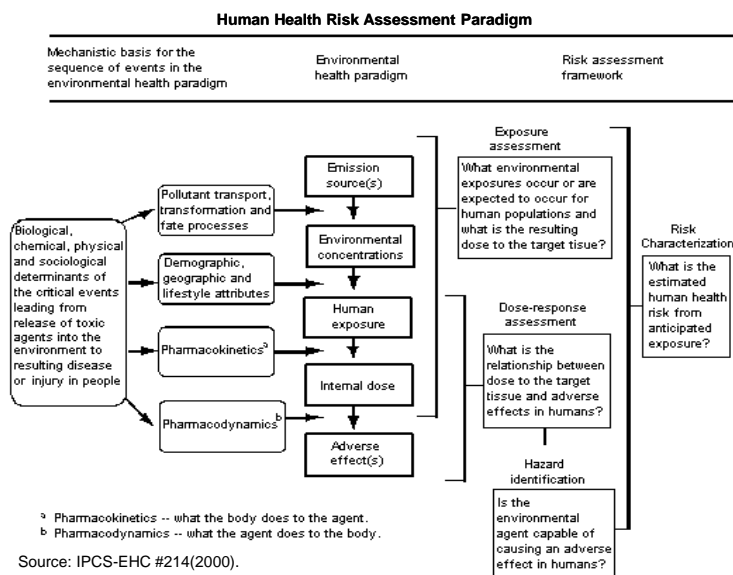 Human Health Risk Assessment Paradigm
Mechanistic basis for the
sequence of events in the
environmental health paradigm
Environmental
health paradigm
Risk assessment
framework
Biological,
chemical, physical
and sociological
determinants of
the critical events
leading from
release of toxic
agents into the
environment to
resulting disease
or injury in people
Pollutant transport,
transformation and
fate processes
Demographic,
geographic and
lifestyle attributes
Pharmacokinetics a
Pharmacodynamics b
Emission
source(s)
Environmental
concentrations
Human
exposure
Internal dose
Adverse
effect(s)
Exposure
assessment
What environmental
exposures occur or are
expected to occur for
human populations and
what is the resulting
dose to the target tisue?
Dose-response
assessment
What is the
relationship between
dose to the target
tissue and adverse
effects in humans?
Hazard
identification
Is the
environmental
agent capable of
causing an adverse
effect in humans?
Risk
Characterization
What is the
estimated
human health
risk from
anticipated
exposure?
a Pharmacokinetics -- what the body does to the agent.
b Pharmacodynamics -- what the agent does to the body.
Source: IPCS-EHC #214(2000).